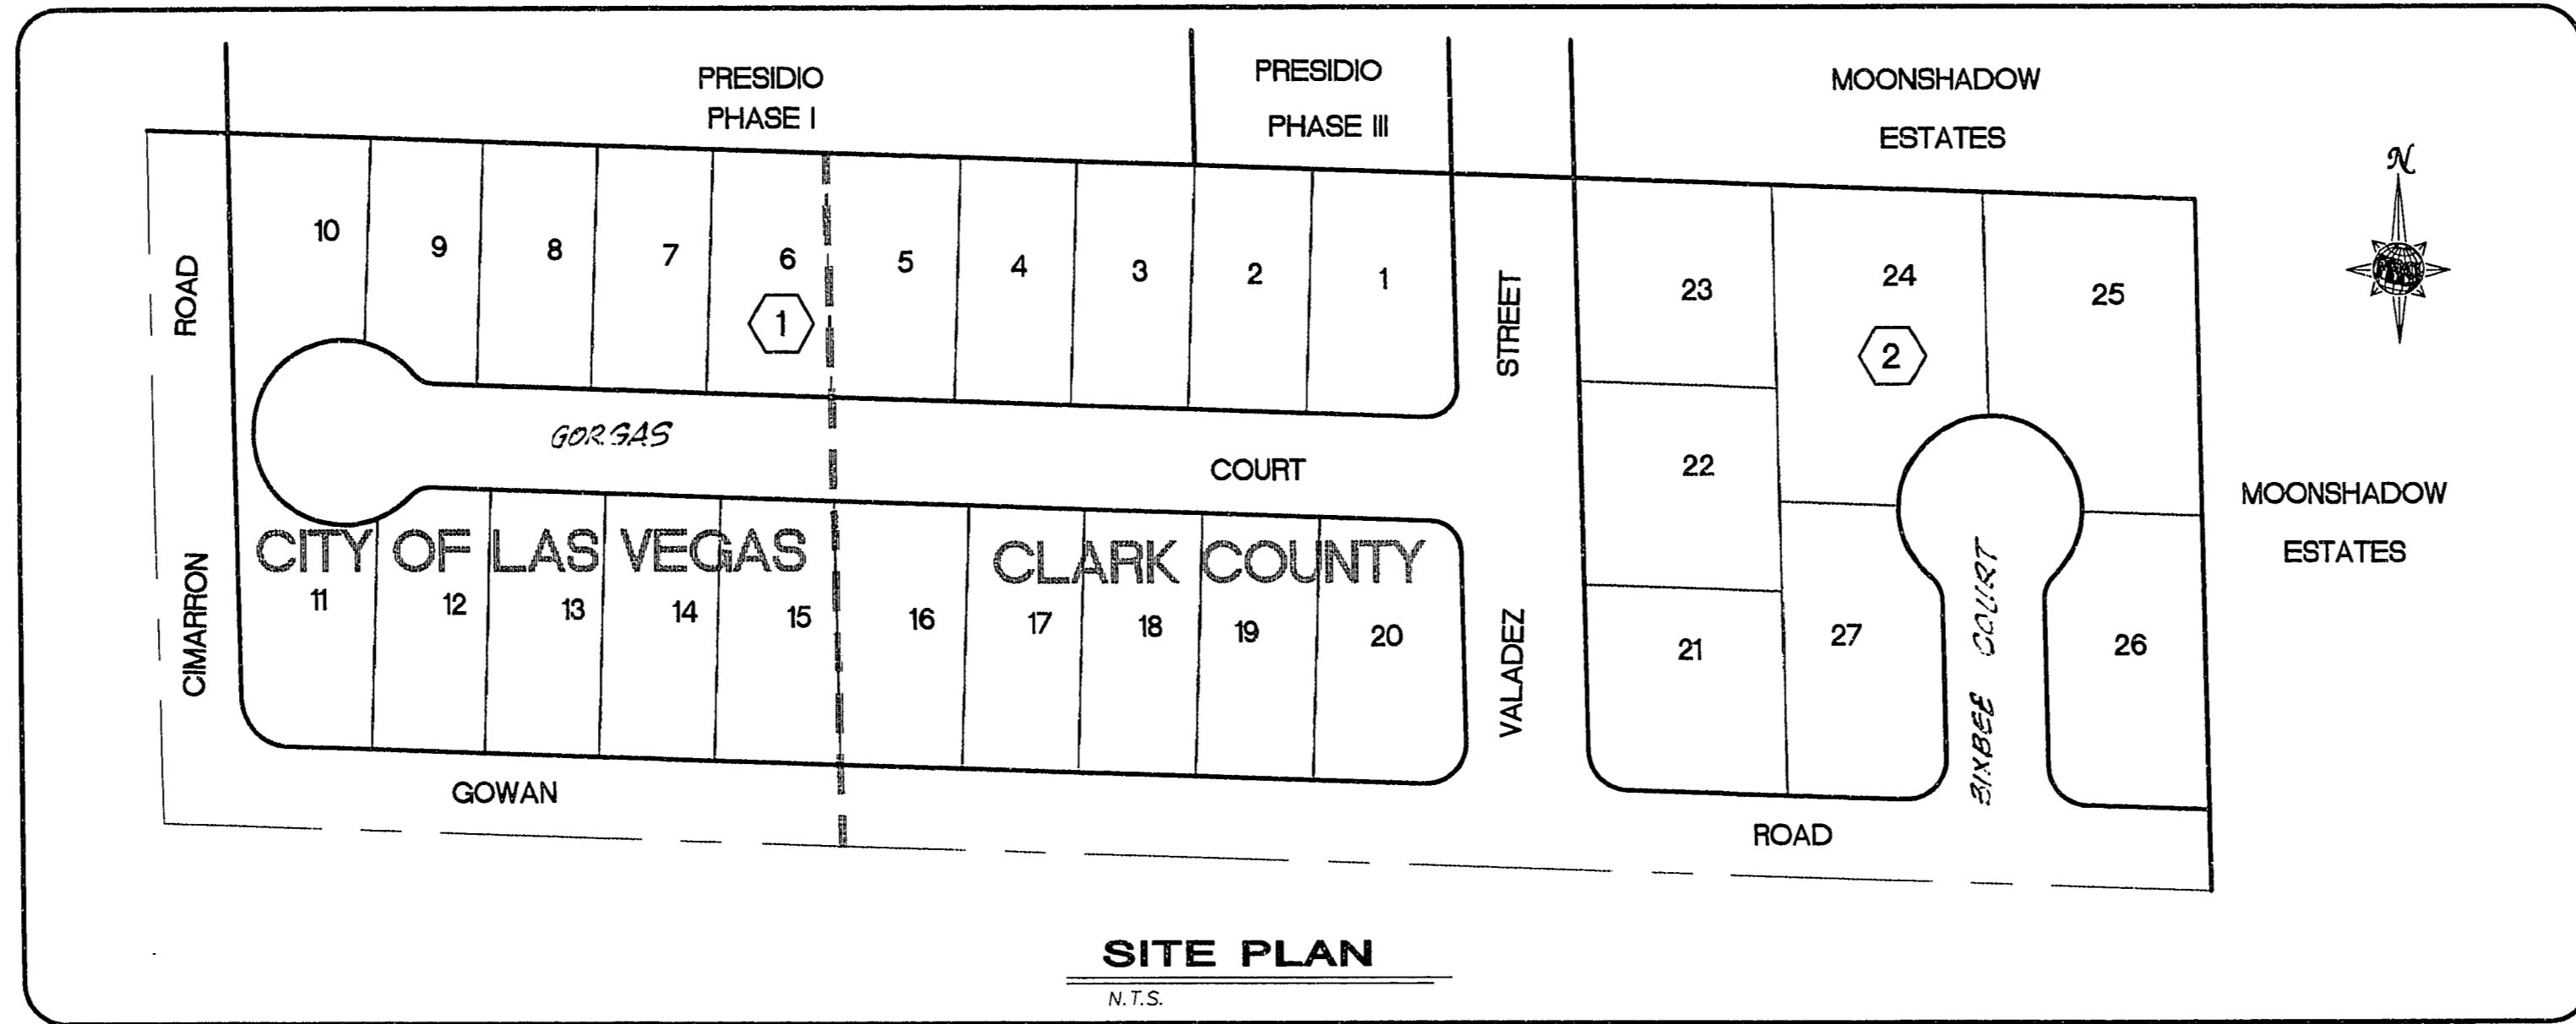 PRESIDIO
PHASE I
PRESIDIO
PHASE III
MOONSHADOW
ESTATES
N
10
9
8
7
6
5
4
3
2
1
1
23
24
25
2
ROAD
STREET
GORGAS
COURT
22
MOONSHADOW
ESTATES
CITY OF LAS VEGAS
CLARK COUNTY
11
12
13
14
15
16
17
18
19
20
21
27
26
CIMARRON
VALADEZ
BIXBEE COURT
GOWAN
ROAD
SITE PLAN
N.T.S.